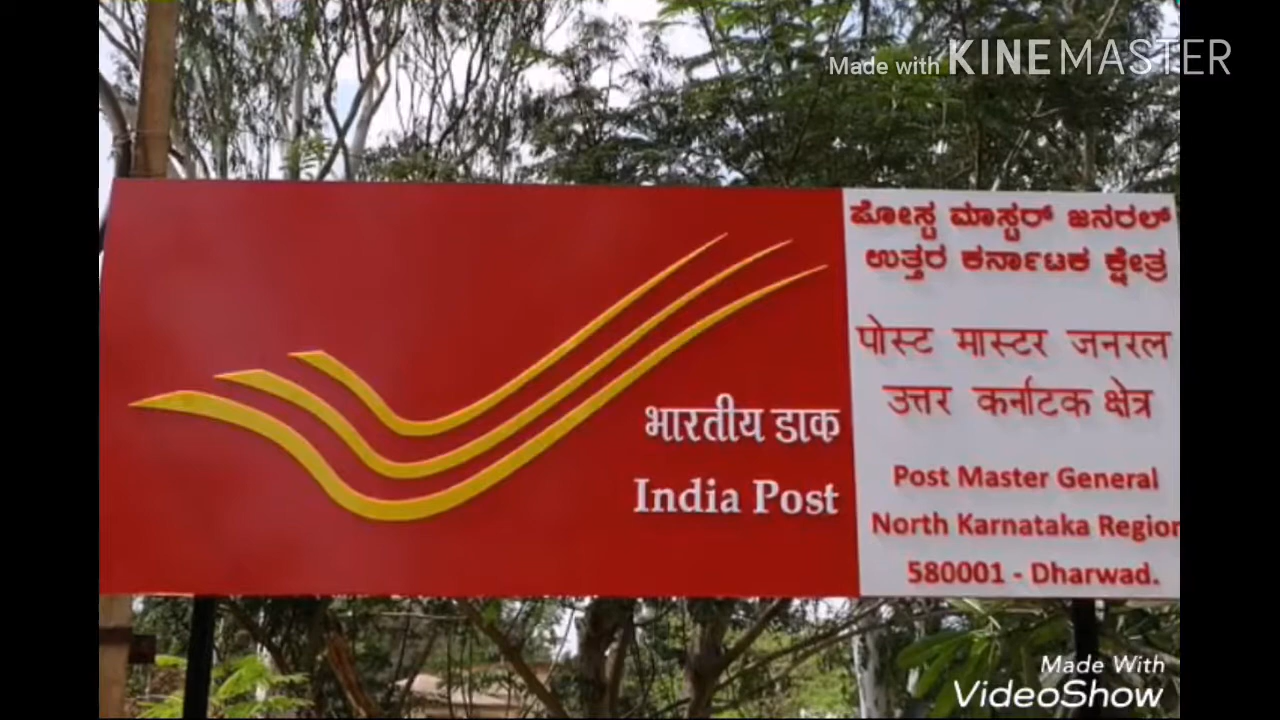 Made with KINEMASTER
ಪೋಸ್ಟ ಮಾಸ್ಟರ್ ಜನರಲ್
ಉತ್ತರ ಕರ್ನಾಟಕ ಕ್ಷೇತ್ರ
पोस्ट मास्टर जनरल
उत्तर कर्नाटक क्षेत्र
भारतीय डाक
India Post
Post Master General
North Karnataka Region
580001 - Dharwad.
Made With
VideoShow